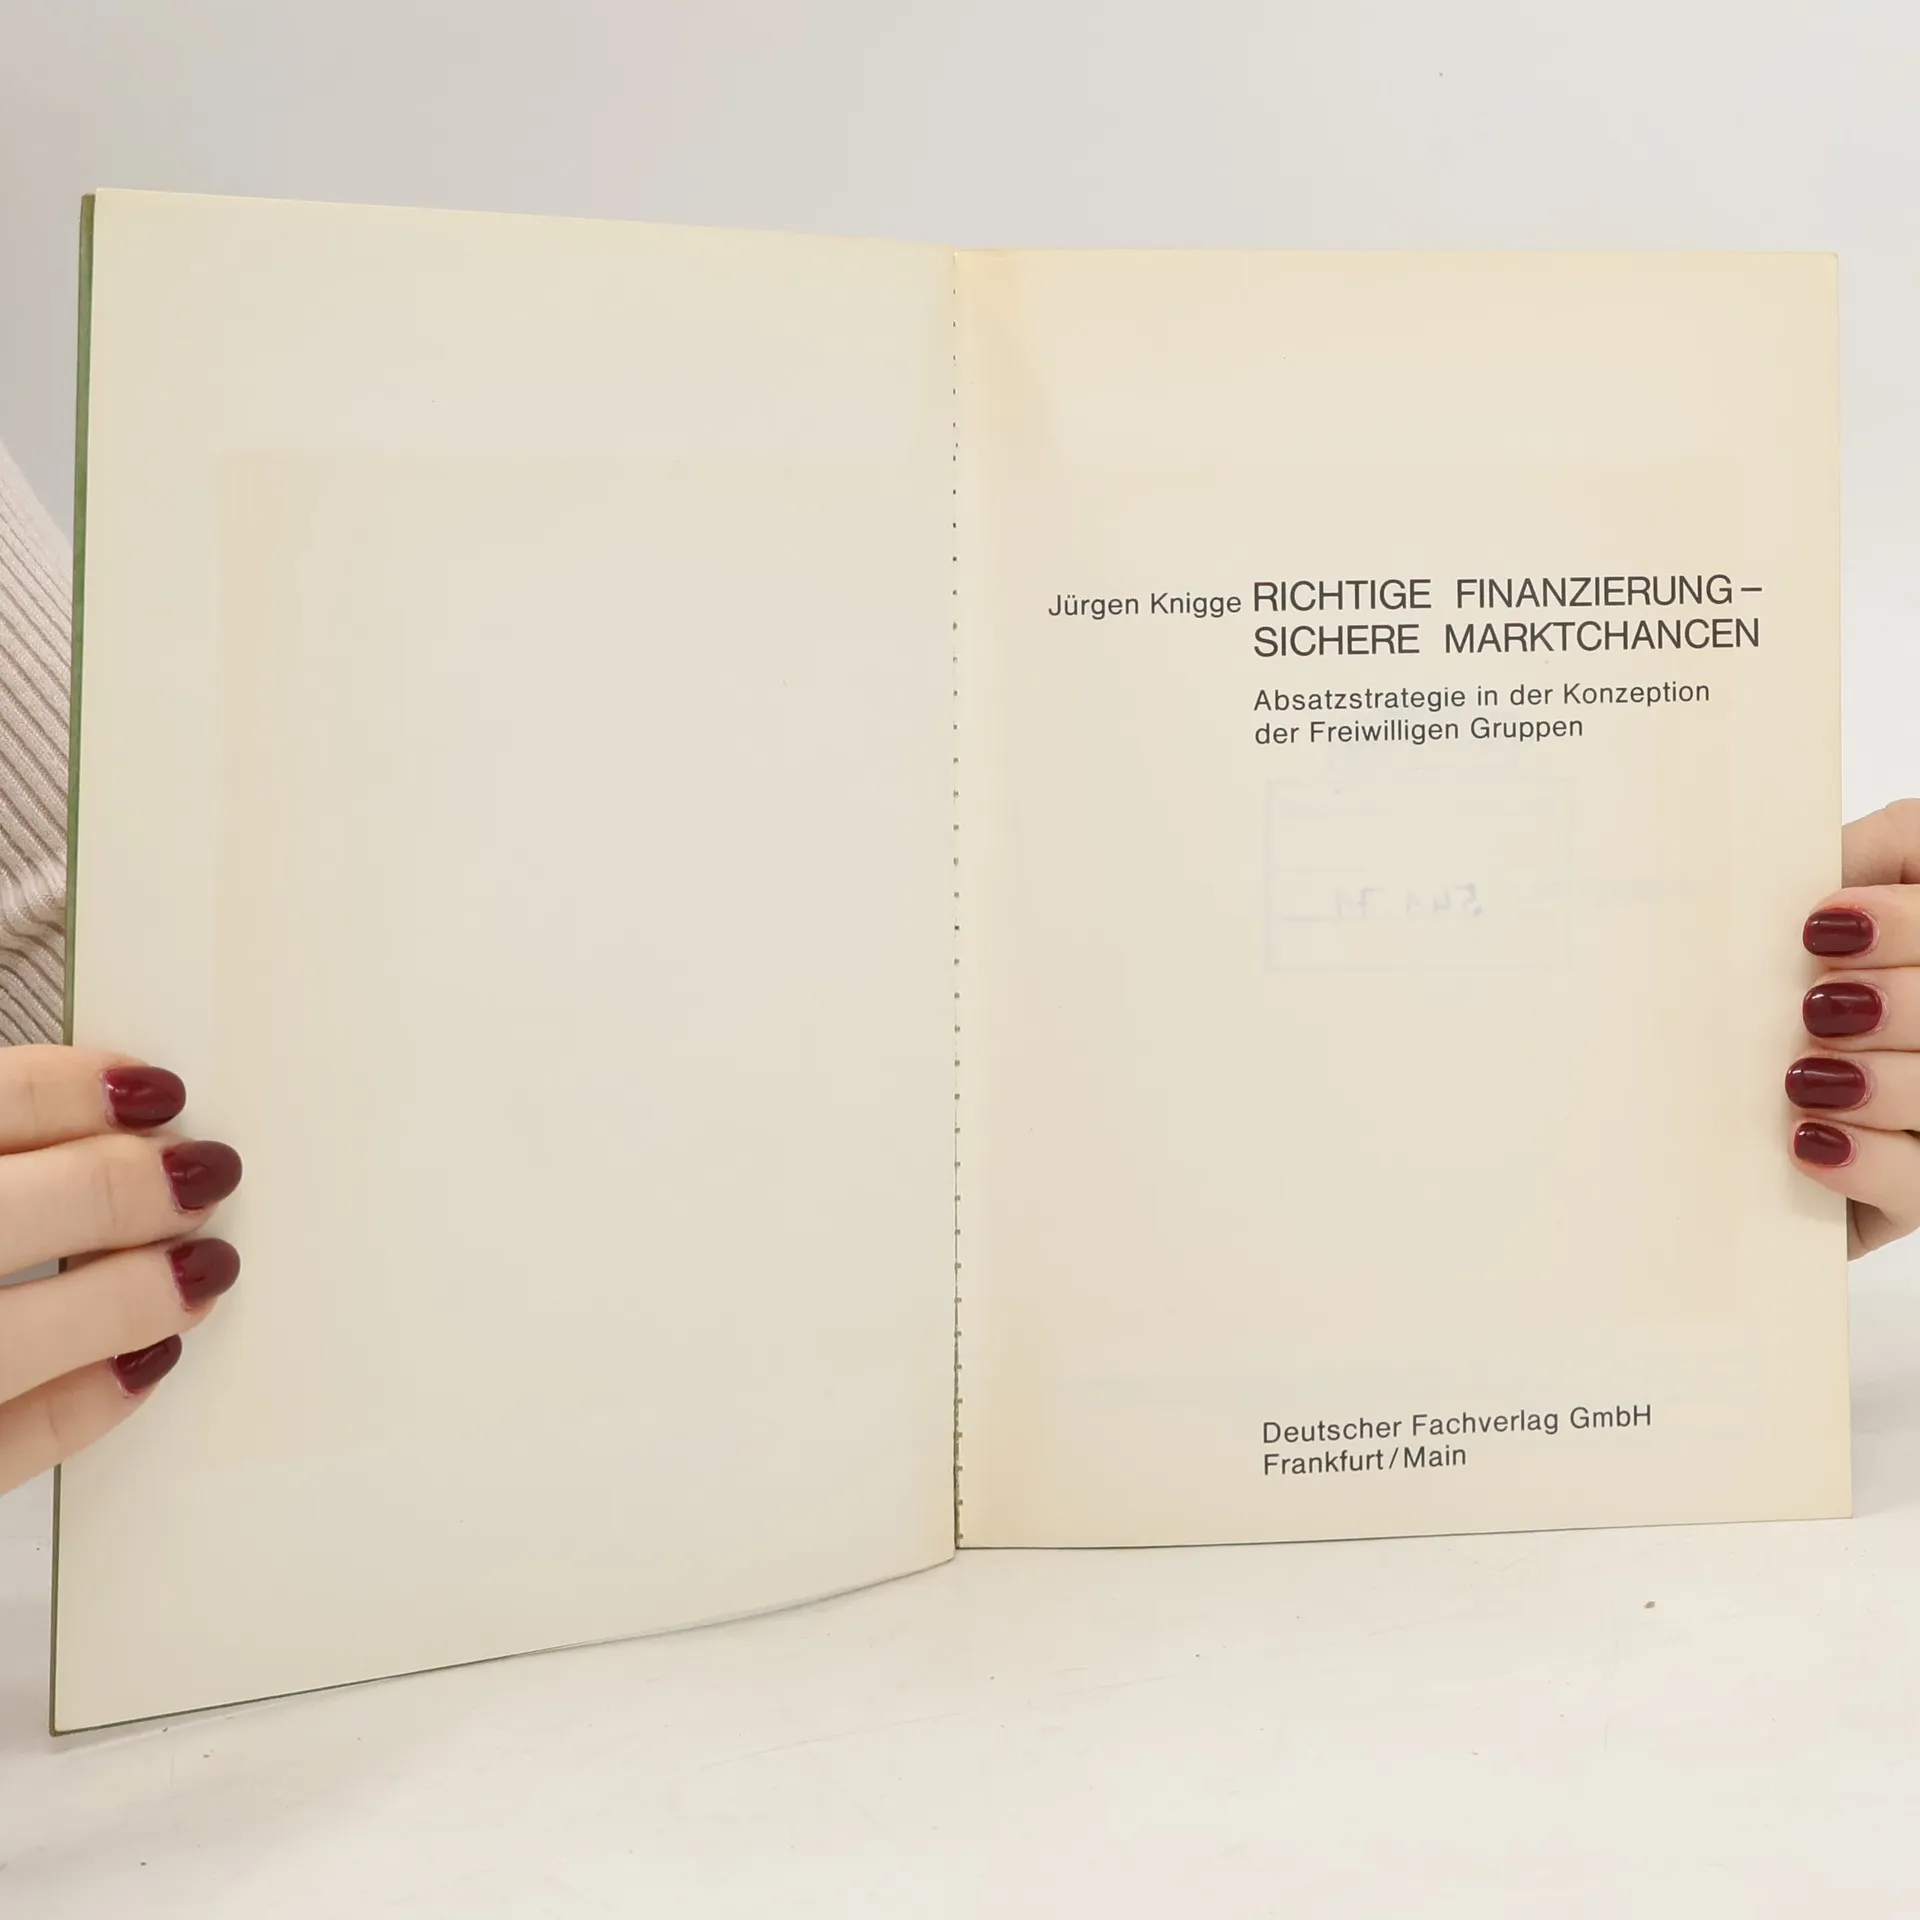 Jürgen Knigge RICHTIGE FINANZIERUNG –
SICHERE MARKTCHANCEN
Absatzstrategie in der Konzeption
der Freiwilligen Gruppen
Deutscher Fachverlag GmbH
Frankfurt/Main